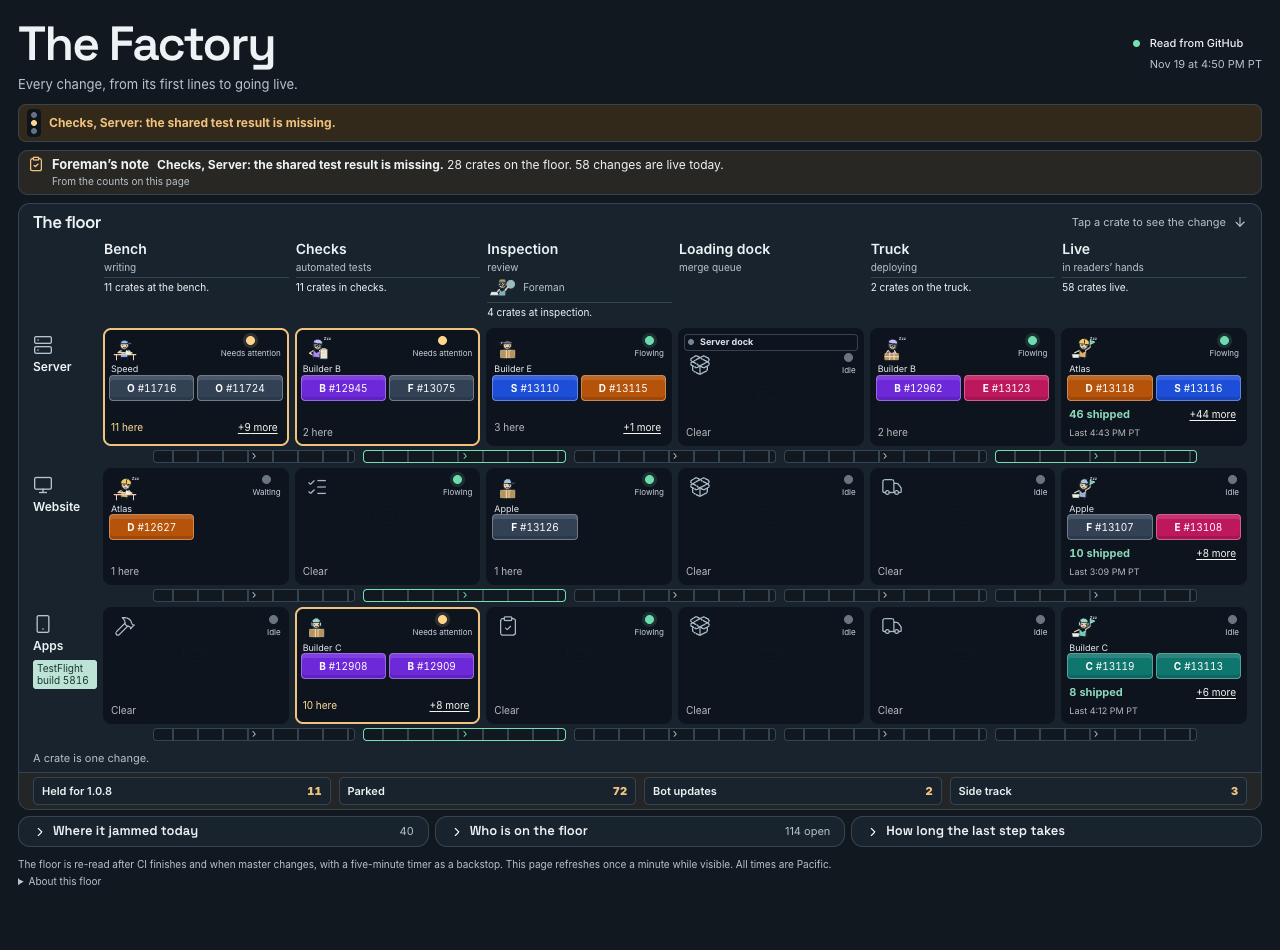 The Factory
Every change, from its first lines to going live.
Read from GitHub
Nov 19 at 4:50 PM PT
Checks, Server: the shared test result is missing.
Foreman’s note Checks, Server: the shared test result is missing. 28 crates on the floor. 58 changes are live today.
From the counts on this page
The floor
Tap a crate to see the change
Bench
writing
11 crates at the bench.
Checks
automated tests
11 crates in checks.
Inspection
review
Foreman
4 crates at inspection.
Loading dock
merge queue
Truck
deploying
2 crates on the truck.
Live
in readers’ hands
58 crates live.
Server
Needs attention
Speed
O #11716 O #11724
11 here +9 more
Needs attention
Builder B
B #12945 F #13075
2 here
Flowing
Builder E
S #13110 D #13115
3 here +1 more
Server dock
Idle
Clear
Flowing
Builder B
B #12962 E #13123
2 here
Flowing
Atlas
D #13118 S #13116
46 shipped +44 more
Last 4:43 PM PT
Website
Waiting
Atlas
D #12627
1 here
Flowing
Clear
Flowing
Apple
F #13126
1 here
Idle
Clear
Idle
Clear
Idle
Apple
F #13107 E #13108
10 shipped +8 more
Last 3:09 PM PT
Apps
TestFlight
build 5816
Idle
Clear
Needs attention
Builder C
B #12908 B #12909
10 here +8 more
Flowing
Clear
Idle
Clear
Idle
Clear
Idle
Builder C
C #13119 C #13113
8 shipped +6 more
Last 4:12 PM PT
A crate is one change.
Held for 1.0.8 11
Parked 72
Bot updates 2
Side track 3
Where it jammed today 40
Who is on the floor 114 open
How long the last step takes
The floor is re-read after CI finishes and when master changes, with a five-minute timer as a backstop. This page refreshes once a minute while visible. All times are Pacific.
About this floor